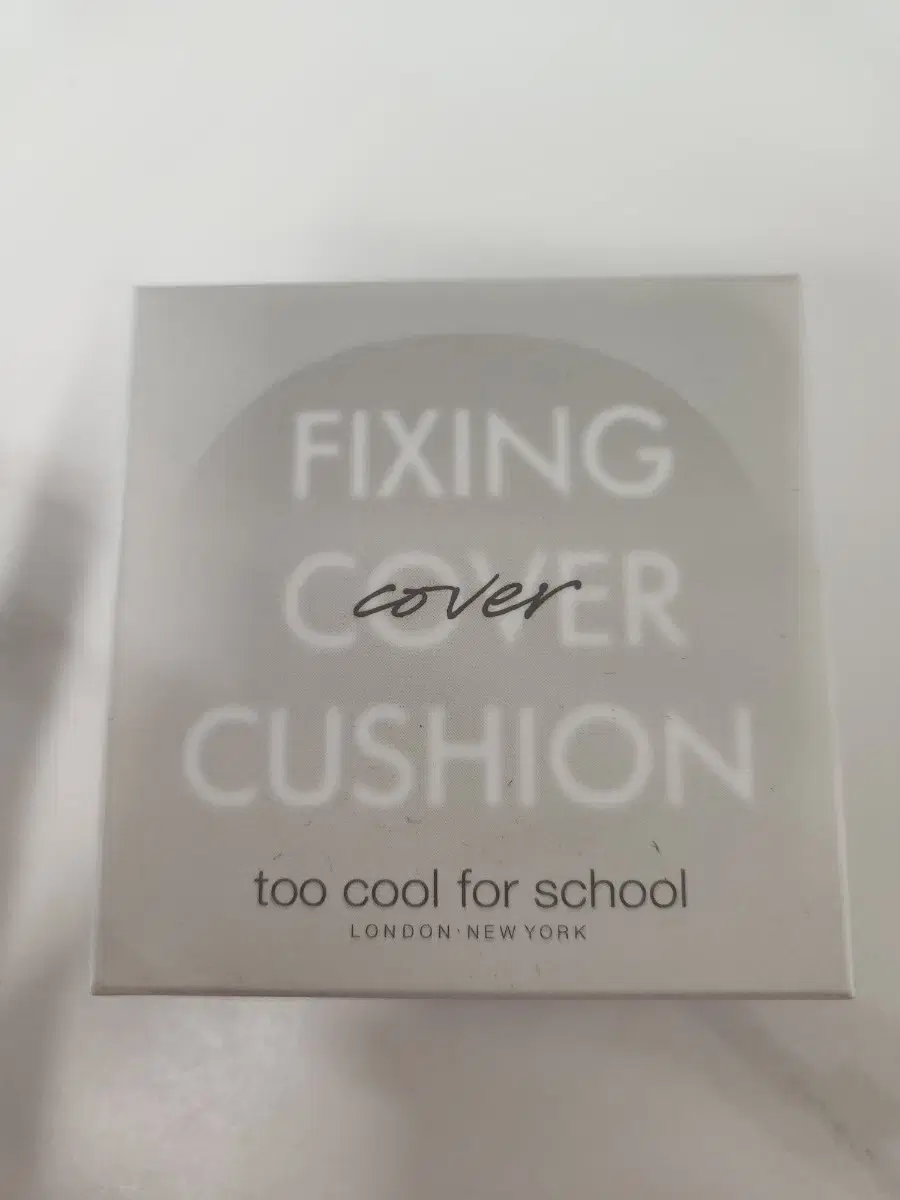 FIXING
COVER
cover
CUSHION
too cool for school
LONDON·NEW YORK